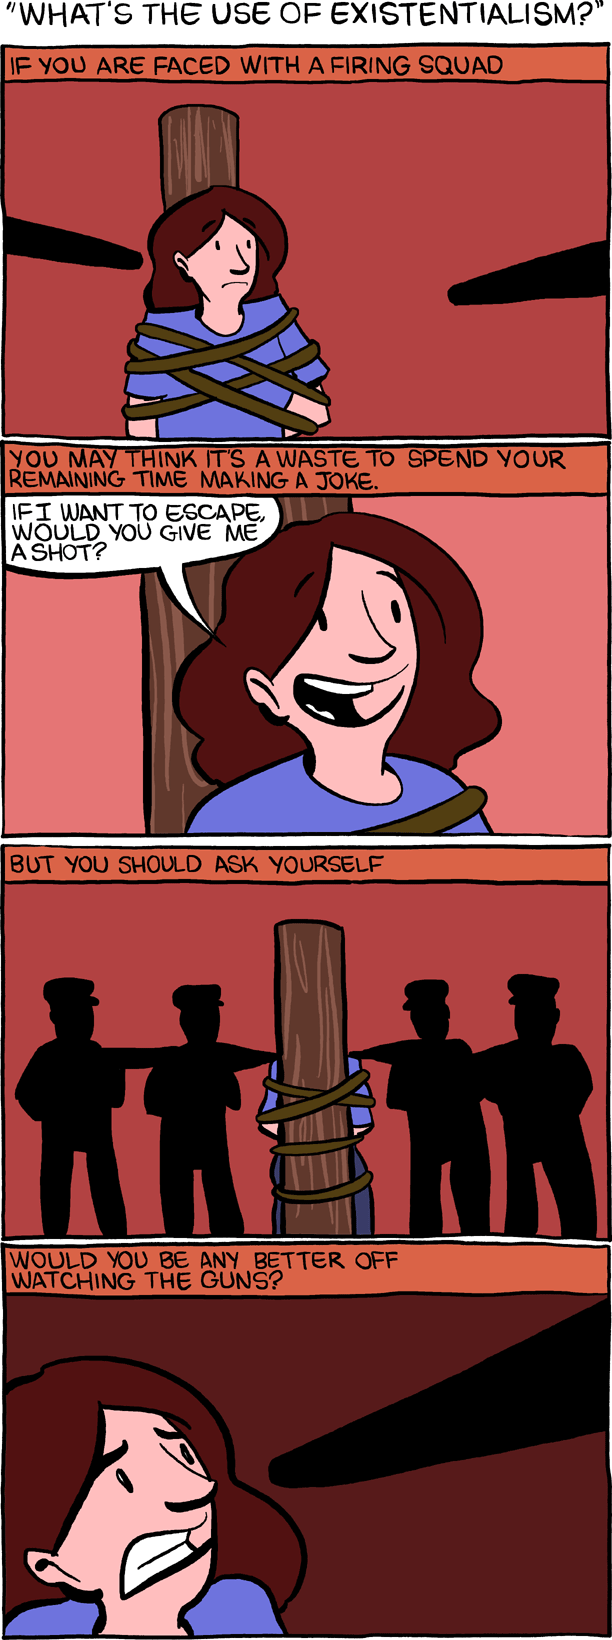 "WHAT'S THE USE OF EXISTENTIALISM?"
IF YOU ARE FACED WITH A FIRING SQUAD
YOU MAY THINK IT'S A WASTE TO SPEND YOUR
REMAINING TIME MAKING A JOKE.
IF I WANT TO ESCAPE,
WOULD YOU GIVE ME
A SHOT?
BUT YOU SHOULD ASK YOURSELF
WOULD YOU BE ANY BETTER OFF
WATCHING THE GUNS?